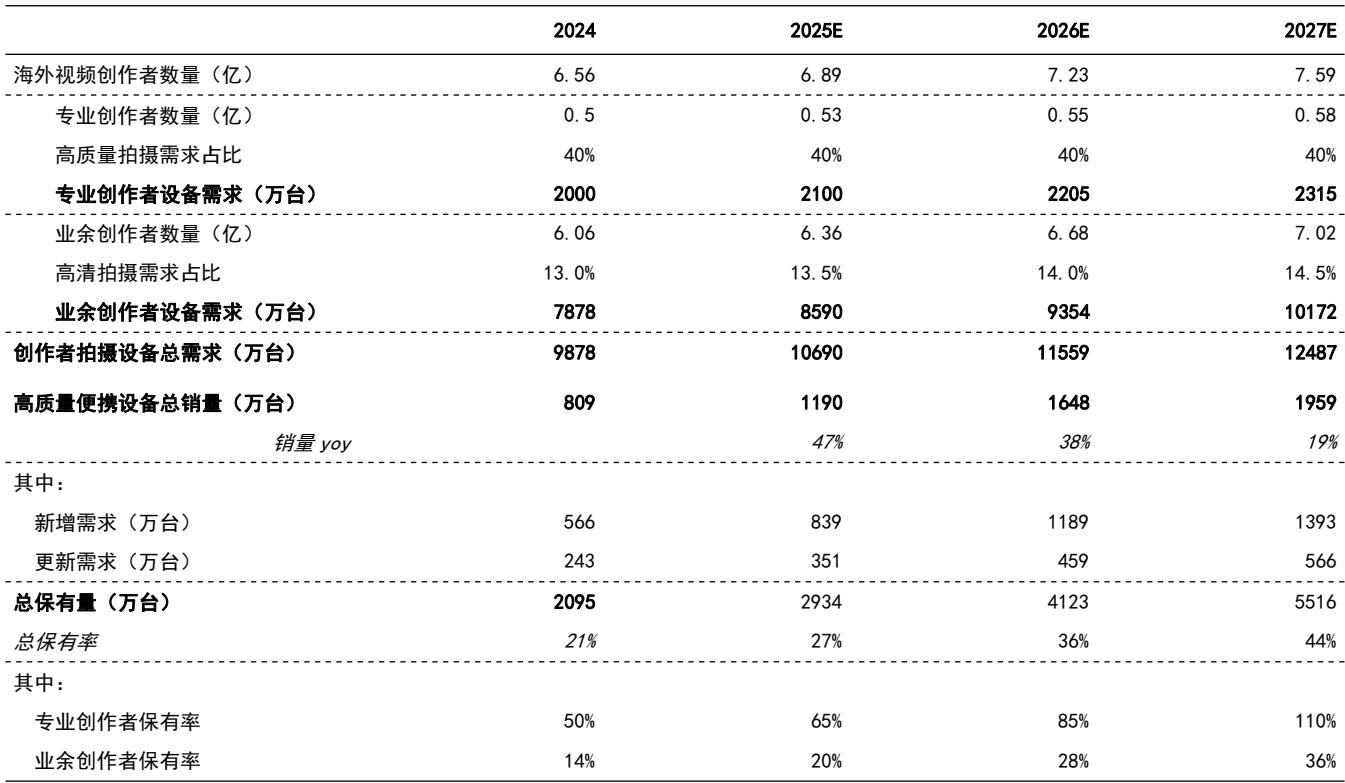 2024 2025E 2026E 2027E
海外视频创作者数量（亿） 6.56 6.89 7.23 7.59
专业创作者数量（亿） 0.5 0.53 0.55 0.58
高质量拍摄需求占比 40% 40% 40% 40%
专业创作者设备需求（万台） 2000 2100 2205 2315
业余创作者数量（亿） 6.06 6.36 6.68 7.02
高清拍摄需求占比 13.0% 13.5% 14.0% 14.5%
业余创作者设备需求（万台） 7878 8590 9354 10172
创作者拍摄设备总需求（万台） 9878 10690 11559 12487
高质量便携设备总销量（万台） 809 1190 1648 1959
销量 yoy 47% 38% 19%
其中：
新增需求（万台） 566 839 1189 1393
更新需求（万台） 243 351 459 566
总保有量（万台） 2095 2934 4123 5516
总保有率 21% 27% 36% 44%
其中：
专业创作者保有率 50% 65% 85% 110%
业余创作者保有率 14% 20% 28% 36%